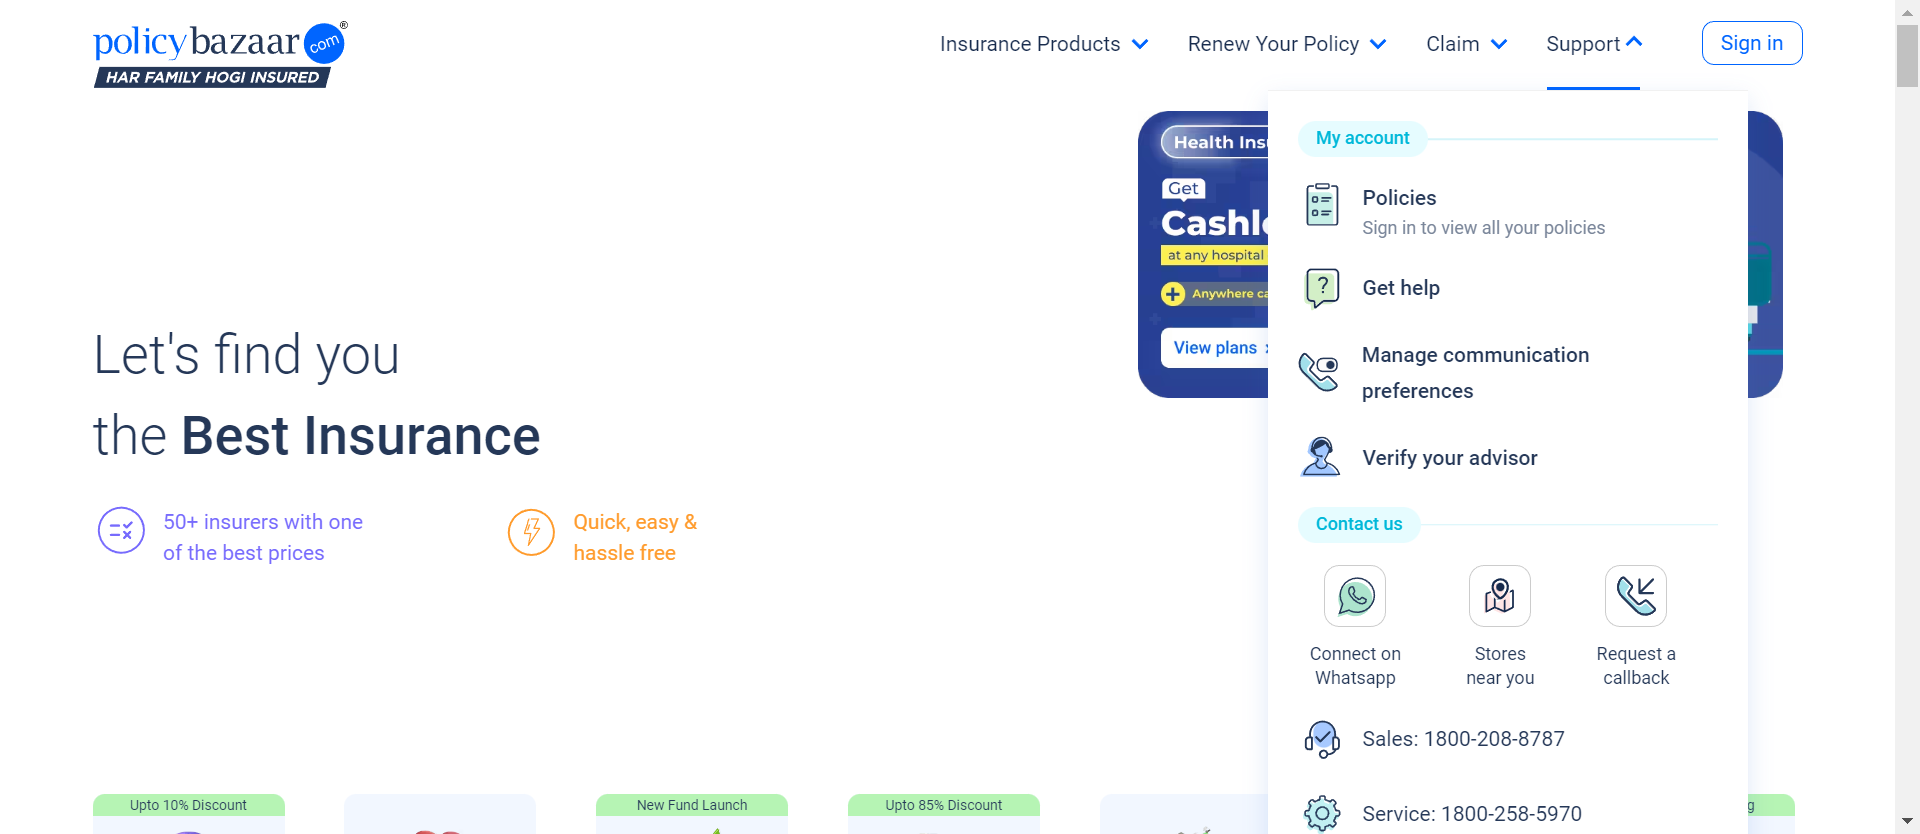 policybazaar.com®
HAR FAMILY HOGI INSURED
Insurance Products
Renew Your Policy
Claim
Support
Sign in
Let's find you
the Best Insurance
50+ insurers with one
of the best prices
Quick, easy &
hassle free
Health
Get
at any hospital
Anywhere
View plans
My account
Policies
Sign in to view all your policies
Get help
Manage communication
preferences
Verify your advisor
Contact us
Connect on
Whatsapp
Stores
near you
Request a
callback
Sales: 1800-208-8787
Service: 1800-258-5970
Upto 10% Discount
New Fund Launch
Upto 85% Discount